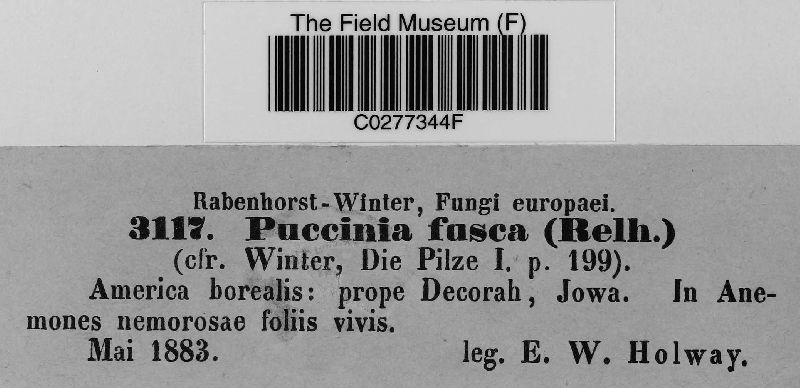 The Field Museum (F)
C0277344F
Rabenhorst-Winter, Fungi europaei.
3117. Puccinia fusca (Relh.)
(cfr. Winter, Die Pilze I. p. 199).
America borealis: prope Decorah, Jowa. In Ane-
mones nemorosae foliis vivis.
Mai 1883. leg. E. W. Holway.